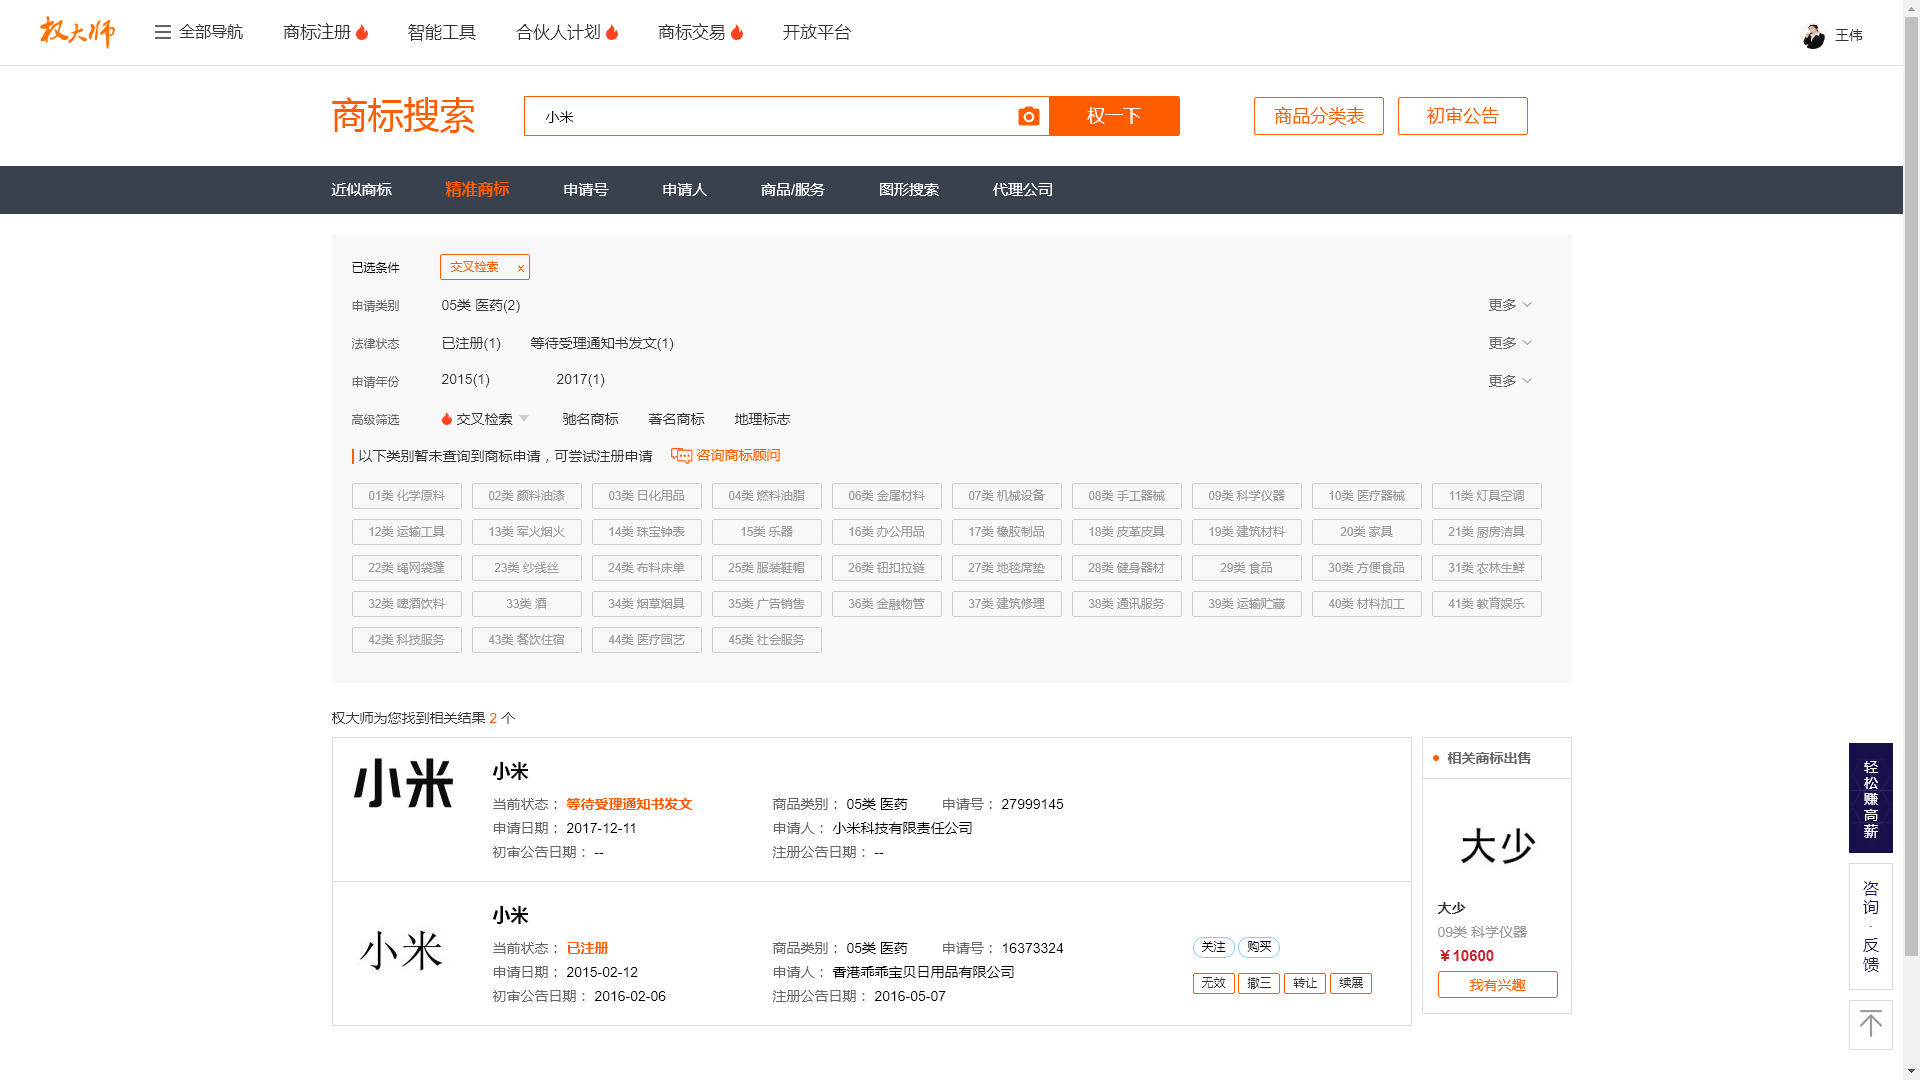 权大师 全部导航 商标注册 智能工具 合伙人计划 商标交易 开放平台 王伟
商标搜索 小米 权一下 商品分类表 初审公告
近似商标 精准商标 申请号 申请人 商品/服务 图形搜索 代理公司
已选条件 交叉检索 x
申请类别 05类 医药(2) 更多
法律状态 已注册(1) 等待受理通知书发文(1) 更多
申请年份 2015(1) 2017(1) 更多
高级筛选 交叉检索 驰名商标 著名商标 地理标志
以下类别暂未查询到商标申请，可尝试注册申请 咨询商标顾问
01类 化学原料 02类 颜料油漆 03类 日化用品 04类 燃料油脂 06类 金属材料 07类 机械设备 08类 手工器械 09类 科学仪器 10类 医疗器械 11类 灯具空调
12类 运输工具 13类 军火烟火 14类 珠宝钟表 15类 乐器 16类 办公用品 17类 橡胶制品 18类 皮革皮具 19类 建筑材料 20类 家具 21类 厨房洁具
22类 绳网袋篷 23类 纱线丝 24类 布料床单 25类 服装鞋帽 26类 钮扣拉链 27类 地毯席垫 28类 健身器材 29类 食品 30类 方便食品 31类 农林生鲜
32类 啤酒饮料 33类 酒 34类 烟草烟具 35类 广告销售 36类 金融物管 37类 建筑修理 38类 通讯服务 39类 运输贮藏 40类 材料加工 41类 教育娱乐
42类 科技服务 43类 餐饮住宿 44类 医疗园艺 45类 社会服务
权大师为您找到相关结果 2 个
小米
小米
当前状态： 等待受理通知书发文 商品类别： 05类 医药 申请号： 27999145
申请日期： 2017-12-11 申请人： 小米科技有限责任公司
初审公告日期： -- 注册公告日期： --
小米
小米
当前状态： 已注册 商品类别： 05类 医药 申请号： 16373324 关注 购买
申请日期： 2015-02-12 申请人： 香港乖乖宝贝日用品有限公司
初审公告日期： 2016-02-06 注册公告日期： 2016-05-07 无效 撤三 转让 续展
相关商标出售
大少
大少
09类 科学仪器
￥10600
我有兴趣
轻松赚高薪
咨询·反馈